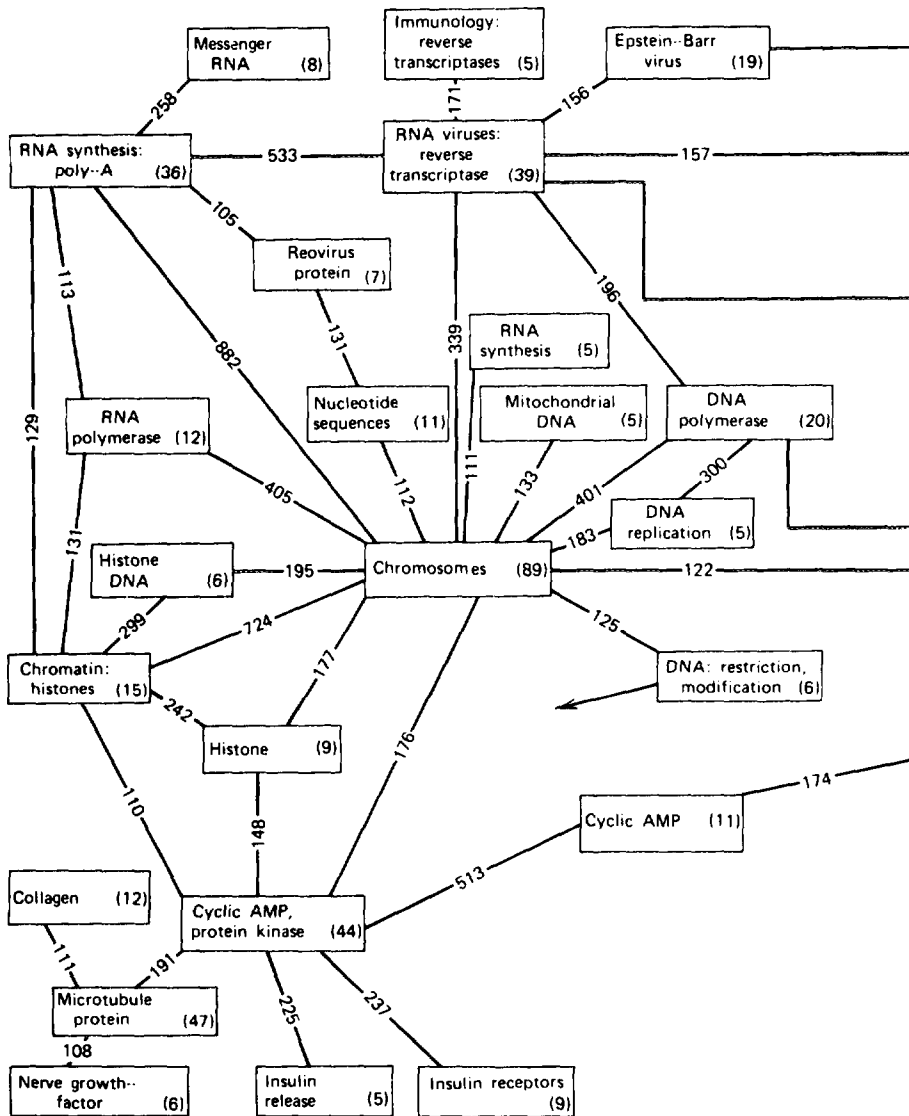 Messenger
RNA (8)
Immunology:
reverse
transcriptases (5)
Epstein--Barr
virus (19)
258
171
156
RNA synthesis:
poly--A (36)
533
RNA viruses:
reverse
transcriptase (39)
157
105
113
Reovirus
protein (7)
196
882
131
339
RNA
synthesis (5)
129
RNA
polymerase (12)
Nucleotide
sequences (11)
Mitochondrial
DNA (5)
DNA
polymerase (20)
405
112
111
133
401
300
131
183
DNA
replication (5)
Histone
DNA (6)
195
Chromosomes (89)
122
299
724
177
125
Chromatin:
histones (15)
DNA: restriction,
modification (6)
242
Histone (9)
176
110
148
174
Cyclic AMP (11)
513
Collagen (12)
Cyclic AMP,
protein kinase (44)
111
191
Microtubule
protein (47)
225
237
108
Nerve growth--
factor (6)
Insulin
release (5)
Insulin receptors
(9)